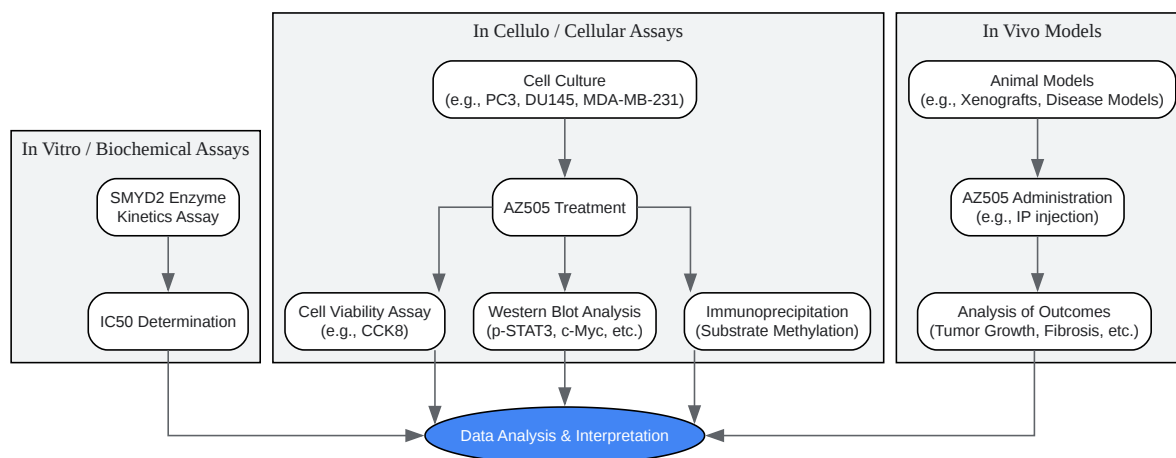 In Vitro / Biochemical Assays
SMYD2 Enzyme
Kinetics Assay
IC50 Determination
In Cellulo / Cellular Assays
Cell Culture
(e.g., PC3, DU145, MDA-MB-231)
AZ505 Treatment
Cell Viability Assay
(e.g., CCK8)
Western Blot Analysis
(p-STAT3, c-Myc, etc.)
Immunoprecipitation
(Substrate Methylation)
In Vivo Models
Animal Models
(e.g., Xenografts, Disease Models)
AZ505 Administration
(e.g., IP injection)
Analysis of Outcomes
(Tumor Growth, Fibrosis, etc.)
Data Analysis & Interpretation